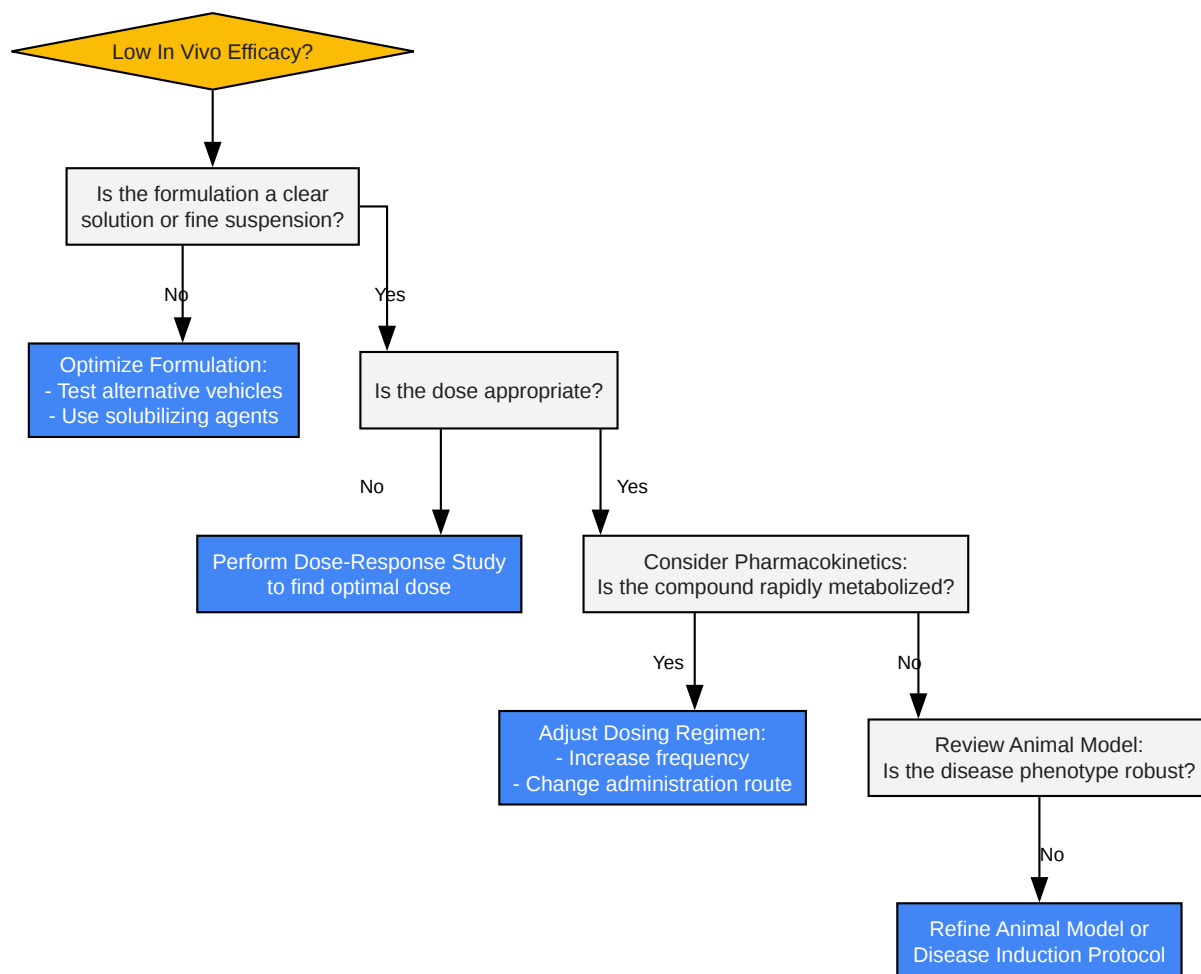 Low In Vivo Efficacy?
Is the formulation a clear
solution or fine suspension?
No
Yes
Optimize Formulation:
- Test alternative vehicles
- Use solubilizing agents
Is the dose appropriate?
No
Yes
Perform Dose-Response Study
to find optimal dose
Consider Pharmacokinetics:
Is the compound rapidly metabolized?
Yes
No
Adjust Dosing Regimen:
- Increase frequency
- Change administration route
Review Animal Model:
Is the disease phenotype robust?
No
Refine Animal Model or
Disease Induction Protocol